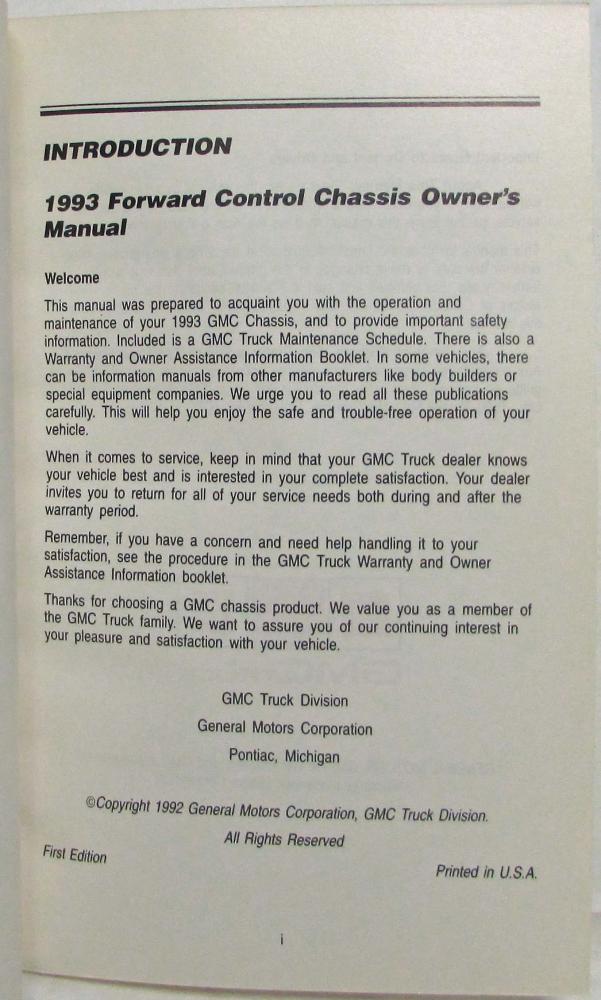 INTRODUCTION
1993 Forward Control Chassis Owner's
Manual
Welcome
This manual was prepared to acquaint you with the operation and
maintenance of your 1993 GMC Chassis, and to provide important safety
information. Included is a GMC Truck Maintenance Schedule. There is also a
Warranty and Owner Assistance Information Booklet. In some vehicles, there
can be information manuals from other manufacturers like body builders or
special equipment companies. We urge you to read all these publications
carefully. This will help you enjoy the safe and trouble-free operation of your
vehicle.
When it comes to service, keep in mind that your GMC Truck dealer knows
your vehicle best and is interested in your complete satisfaction. Your dealer
invites you to return for all of your service needs both during and after the
warranty period.
Remember, if you have a concern and need help handling it to your
satisfaction, see the procedure in the GMC Truck Warranty and Owner
Assistance Information booklet.
Thanks for choosing a GMC chassis product. We value you as a member of
the GMC Truck family. We want to assure you of our continuing interest in
your pleasure and satisfaction with your vehicle.
GMC Truck Division
General Motors Corporation
Pontiac, Michigan
©Copyright 1992 General Motors Corporation, GMC Truck Division.
All Rights Reserved
First Edition
Printed in U.S.A.
i